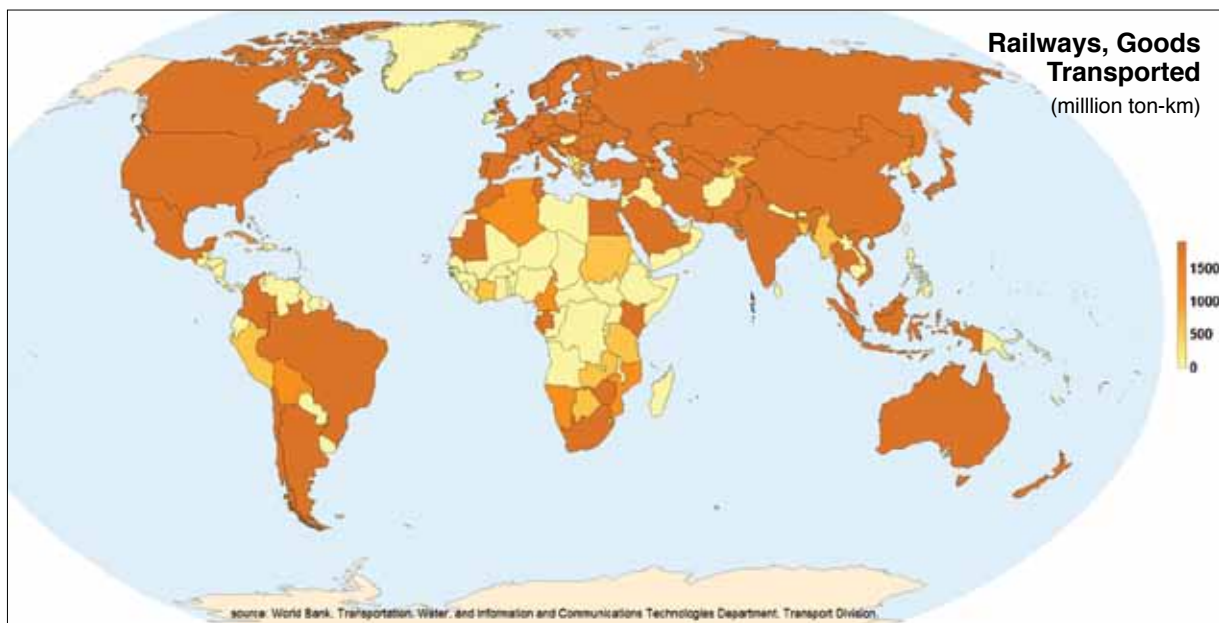 Railways, Goods
Transported
(milllion ton-km)
1500
1000
500
0
source: World Bank, Transportation, Water, and Information and Communications Technologies Department, Transport Division.